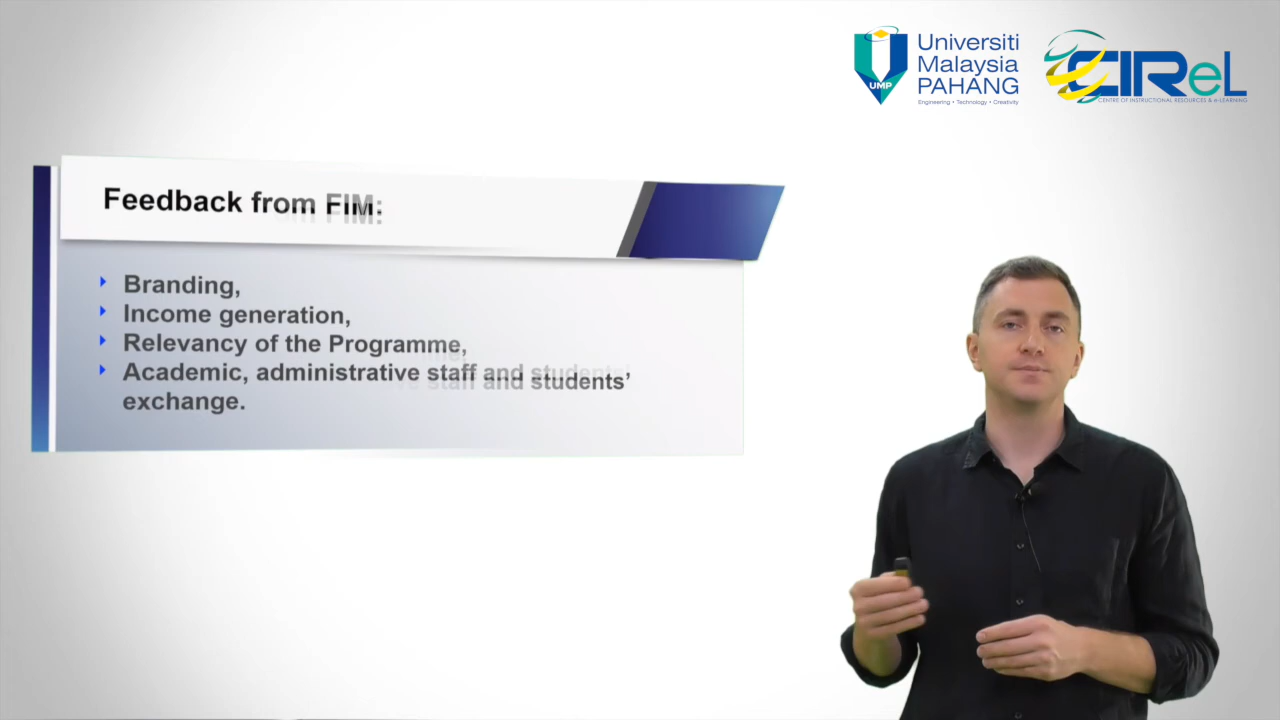 Universiti
Malaysia
PAHANG
Engineering • Technology • Creativity
UMP
CIReL
CENTRE OF INSTRUCTIONAL RESOURCES & e-LEARNING
Feedback from FIM:
Branding,
Income generation,
Relevancy of the Programme,
Academic, administrative staff and students’
exchange.